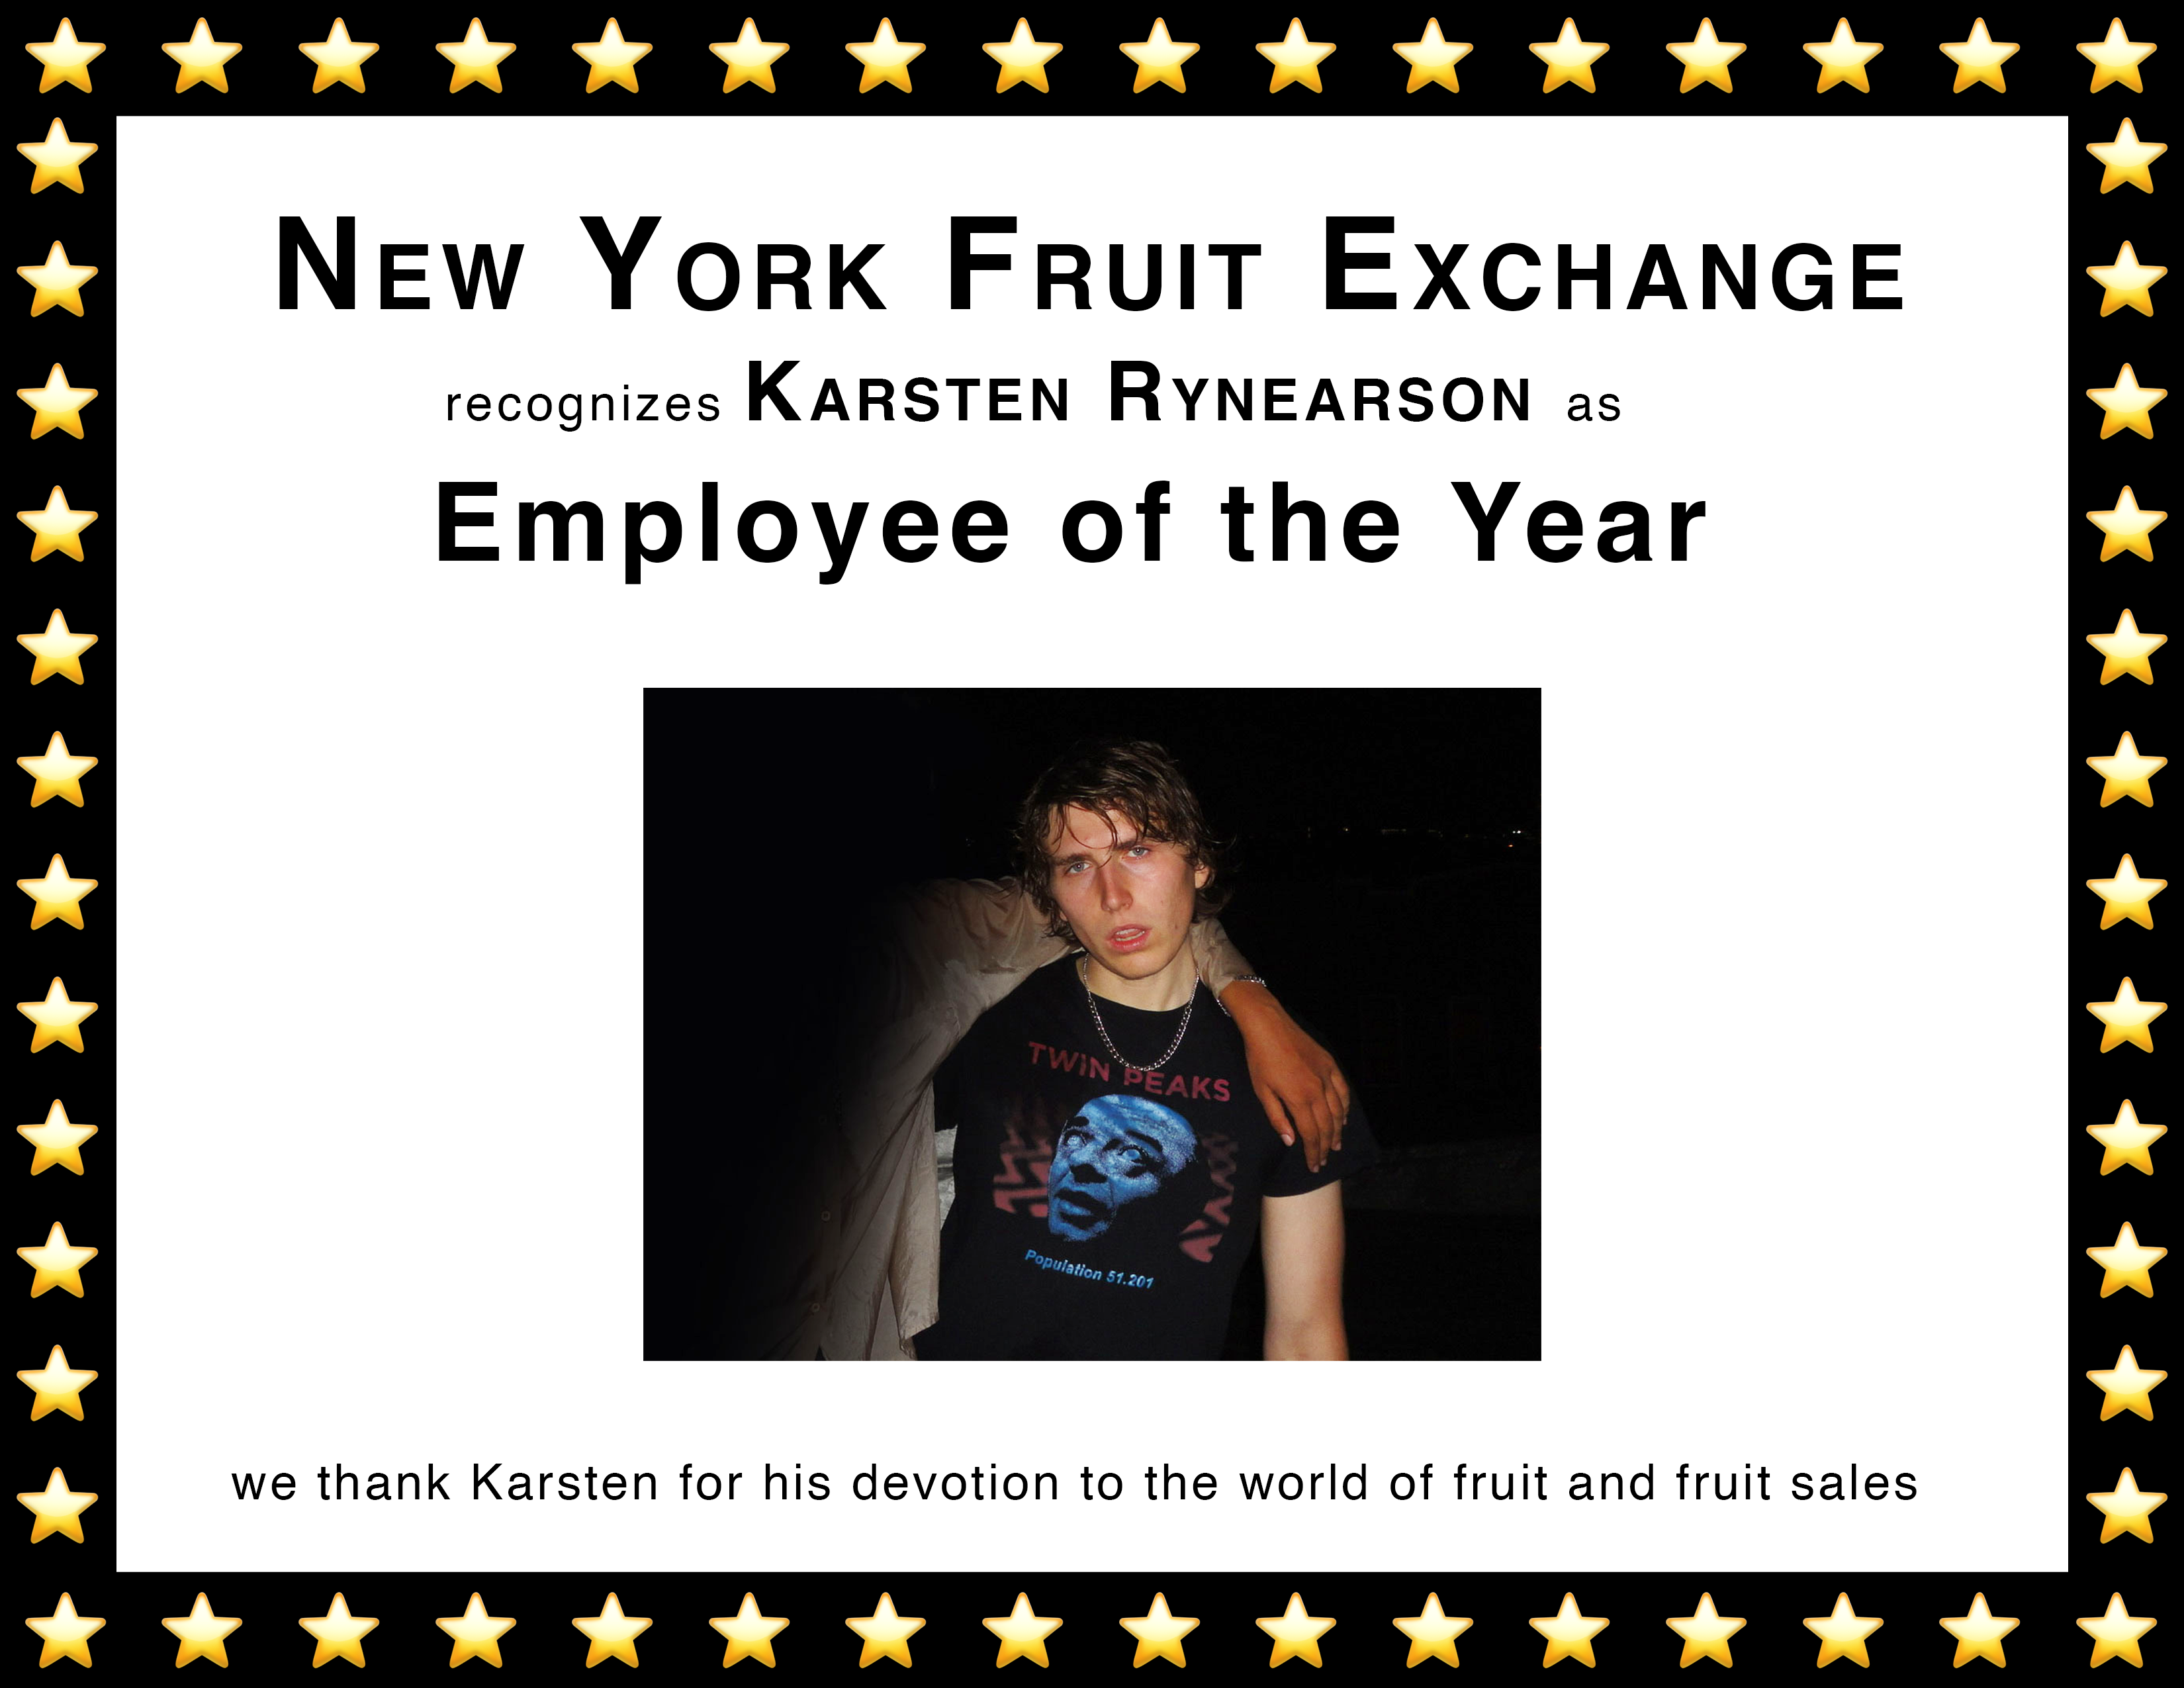 NEW YORK FRUIT EXCHANGE
recognizes KARSTEN RYNEARSON as
Employee of the Year
TWIN PEAKS
Population 51.201
we thank Karsten for his devotion to the world of fruit and fruit sales